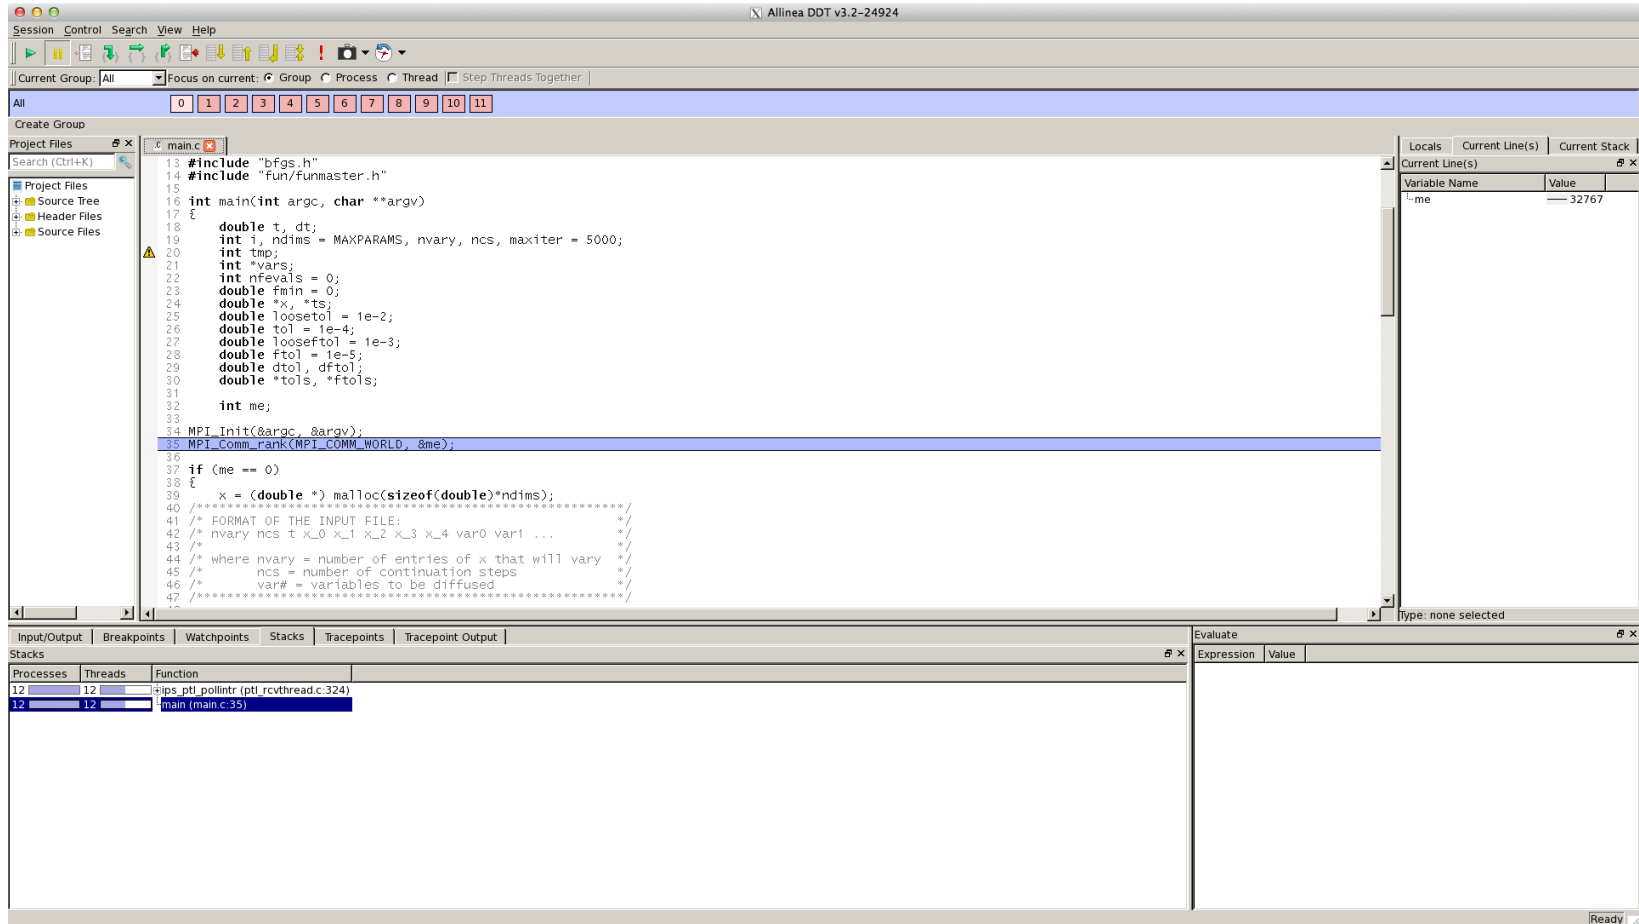 Allinea DDT v3.2-24924
Session Control Search View Help
Current Group: All Focus on current: Group Process Thread Step Threads Together
All 0 1 2 3 4 5 6 7 8 9 10 11
Create Group
Project Files
Search (Ctrl+K)
Project Files
Source Tree
Header Files
Source Files
main.c
13 #include "bfgs.h"
14 #include "fun/funmaster.h"
15
16 int main(int argc, char **argv)
17 {
18 double t, dt;
19 int i, ndims = MAXPARAMS, nvary, ncs, maxiter = 5000;
20 int tmp;
21 int *vars;
22 int nfevals = 0;
23 double fmin = 0;
24 double *x, *ts;
25 double loosetol = 1e-2;
26 double tol = 1e-4;
27 double looseftol = 1e-3;
28 double ftol = 1e-5;
29 double dtol, dftol;
30 double *tols, *ftols;
31
32 int me;
33
34 MPI_Init(&argc, &argv);
35 MPI_Comm_rank(MPI_COMM_WORLD, &me);
36
37 if (me == 0)
38 {
39 x = (double *) malloc(sizeof(double)*ndims);
40 /********************************************************/
41 /* FORMAT OF THE INPUT FILE: */
42 /* nvary ncs t x_0 x_1 x_2 x_3 x_4 var0 var1 ... */
43 /* */
44 /* where nvary = number of entries of x that will vary */
45 /* ncs = number of continuation steps */
46 /* var# = variables to be diffused */
47 /********************************************************/
Locals Current Line(s) Current Stack
Current Line(s)
Variable Name Value
me 32767
Type: none selected
Input/Output Breakpoints Watchpoints Stacks Tracepoints Tracepoint Output
Stacks
Processes Threads Function
12 12 ips_ptl_pollintr (ptl_rcvthread.c:324)
12 12 main (main.c:35)
Evaluate
Expression Value
Ready